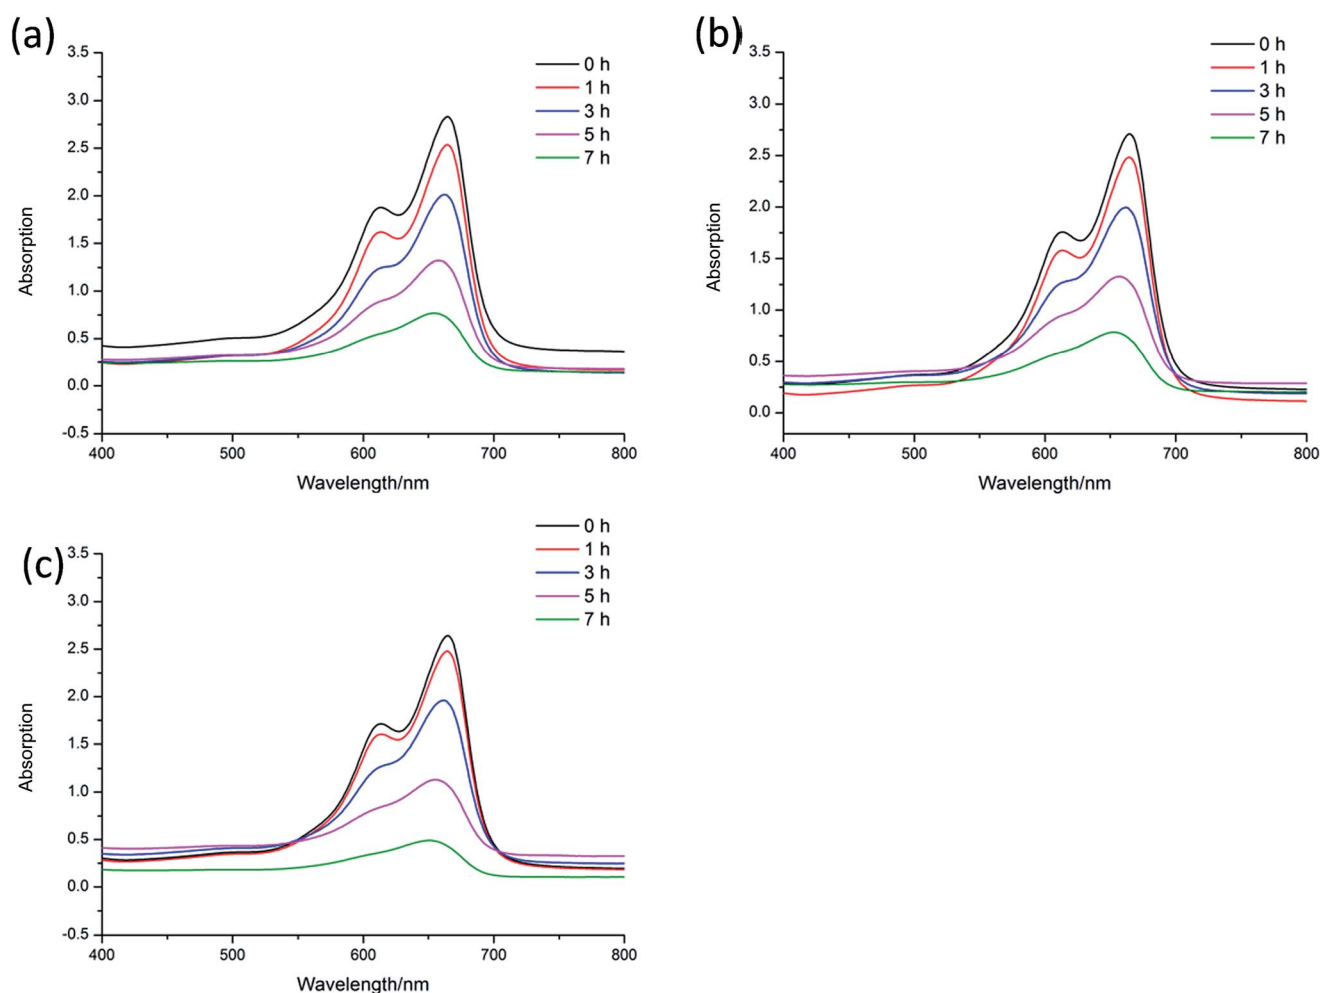 (a)
0 h
1 h
3 h
5 h
7 h
3.5
3.0
2.5
2.0
1.5
1.0
0.5
0.0
-0.5
Absorption
400
500
600
700
800
Wavelength/nm
(b)
0 h
1 h
3 h
5 h
7 h
3.5
3.0
2.5
2.0
1.5
1.0
0.5
0.0
Absorption
400
500
600
700
800
Wavelength/nm
(c)
0 h
1 h
3 h
5 h
7 h
3.5
3.0
2.5
2.0
1.5
1.0
0.5
0.0
-0.5
Absorption
400
500
600
700
800
Wavelength/nm